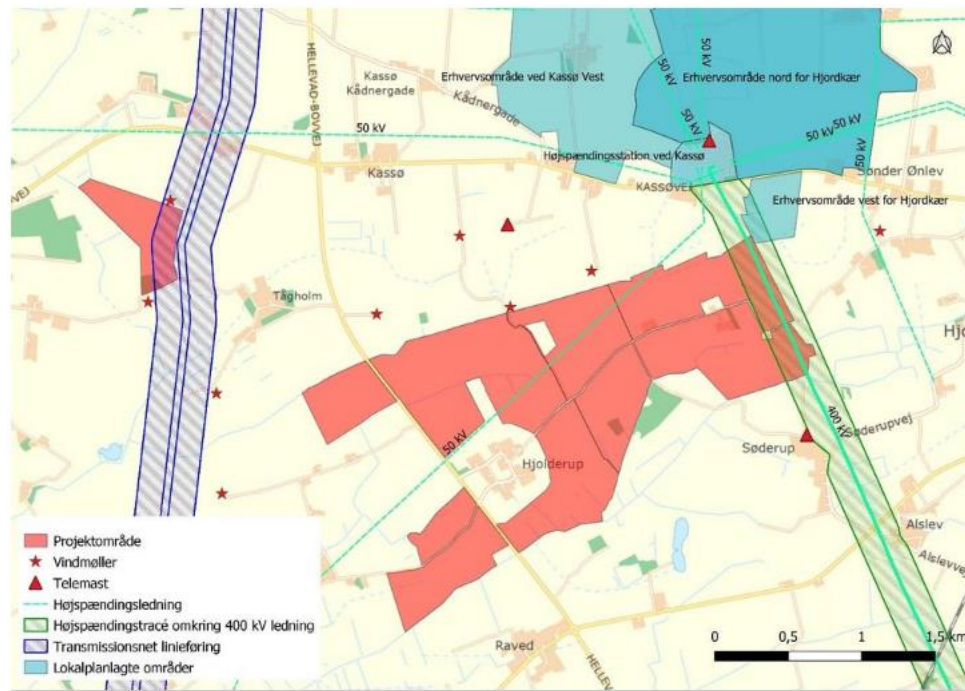 50 kV
50 kV
Erhvervsområde ved Kassø Vest
Erhvervsområde nord for Hjordkær
Kassø
Kådnergade
Kådnergade
HELLEVAD-BOVVEJ
50 kV
50 kV
50 kV
50 kV
50 kV
Højspændingsstation ved Kassø
Kassø
KASSØVEJ
Sønder Ønlev
Erhvervsområde vest for Hjordkær
Tågholm
400 kV
50 kV
Søderupvej
Søderup
Hjolderup
Alslev
Alslevvej
Raved
Projektområde
Vindmøller
Telemast
Højspændingsledning
Højspændingstracé omkring 400 kV ledning
Transmissionsnet linieføring
Lokalplanlagte områder
0 0,5 1 1,5 km